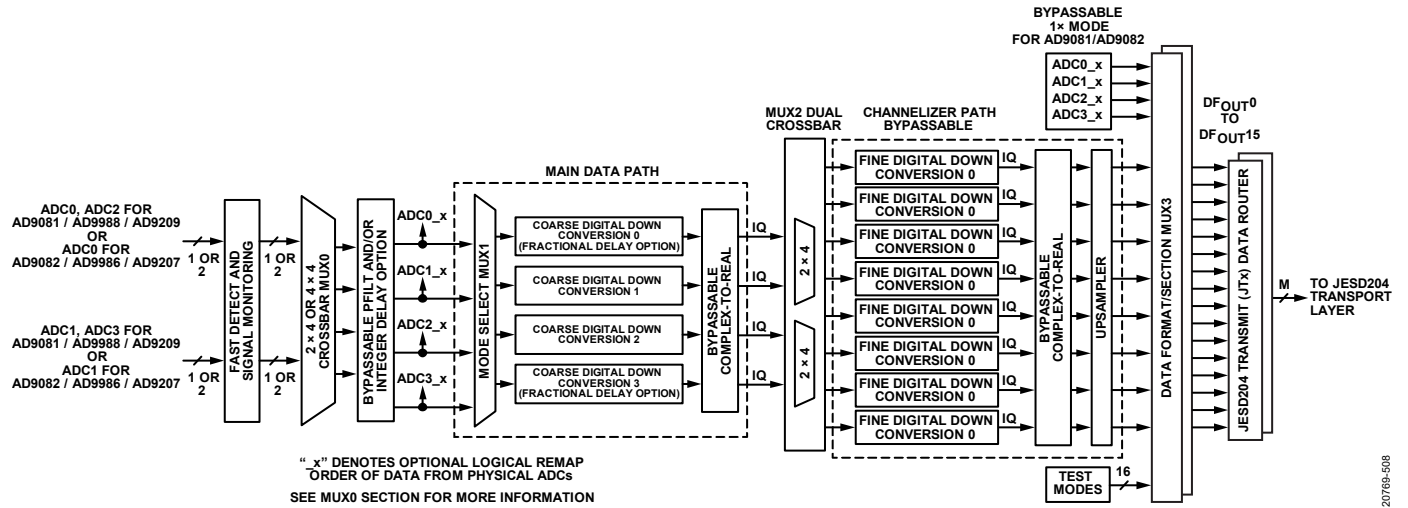 BYPASSABLE
1× MODE
FOR AD9081/AD9082
ADC0_x
ADC1_x
ADC2_x
ADC3_x
MUX2 DUAL
CROSSBAR
CHANNELIZER PATH
BYPASSABLE
DFOUT0
TO
DFOUT15
MAIN DATA PATH
ADC0, ADC2 FOR
AD9081 / AD9988 / AD9209
OR
ADC0 FOR
AD9082 / AD9986 / AD9207
1 OR
2
ADC1, ADC3 FOR
AD9081 / AD9988 / AD9209
OR
ADC1 FOR
AD9082 / AD9986 / AD9207
1 OR
2
FAST DETECT AND
SIGNAL MONITORING
1 OR
2
1 OR
2
2 × 4 OR 4 × 4
CROSSBAR MUX0
BYPASSABLE PFILT AND/OR
INTEGER DELAY OPTION
ADC0_x
ADC1_x
ADC2_x
ADC3_x
MODE SELECT MUX1
COARSE DIGITAL DOWN
CONVERSION 0
(FRACTIONAL DELAY OPTION)
COARSE DIGITAL DOWN
CONVERSION 1
COARSE DIGITAL DOWN
CONVERSION 2
COARSE DIGITAL DOWN
CONVERSION 3
(FRACTIONAL DELAY OPTION)
BYPASSABLE
COMPLEX-TO-REAL
IQ
IQ
IQ
IQ
2 × 4
2 × 4
FINE DIGITAL DOWN
CONVERSION 0
FINE DIGITAL DOWN
CONVERSION 0
FINE DIGITAL DOWN
CONVERSION 0
FINE DIGITAL DOWN
CONVERSION 0
FINE DIGITAL DOWN
CONVERSION 0
FINE DIGITAL DOWN
CONVERSION 0
FINE DIGITAL DOWN
CONVERSION 0
FINE DIGITAL DOWN
CONVERSION 0
IQ
IQ
IQ
IQ
IQ
IQ
IQ
IQ
BYPASSABLE
COMPLEX-TO-REAL
UPSAMPLER
DATA FORMAT/SECTION MUX3
JESD204 TRANSMIT (JTx) DATA ROUTER
M
TO JESD204
TRANSPORT
LAYER
TEST
MODES
16
"_x" DENOTES OPTIONAL LOGICAL REMAP
ORDER OF DATA FROM PHYSICAL ADCs
SEE MUX0 SECTION FOR MORE INFORMATION
20769-508